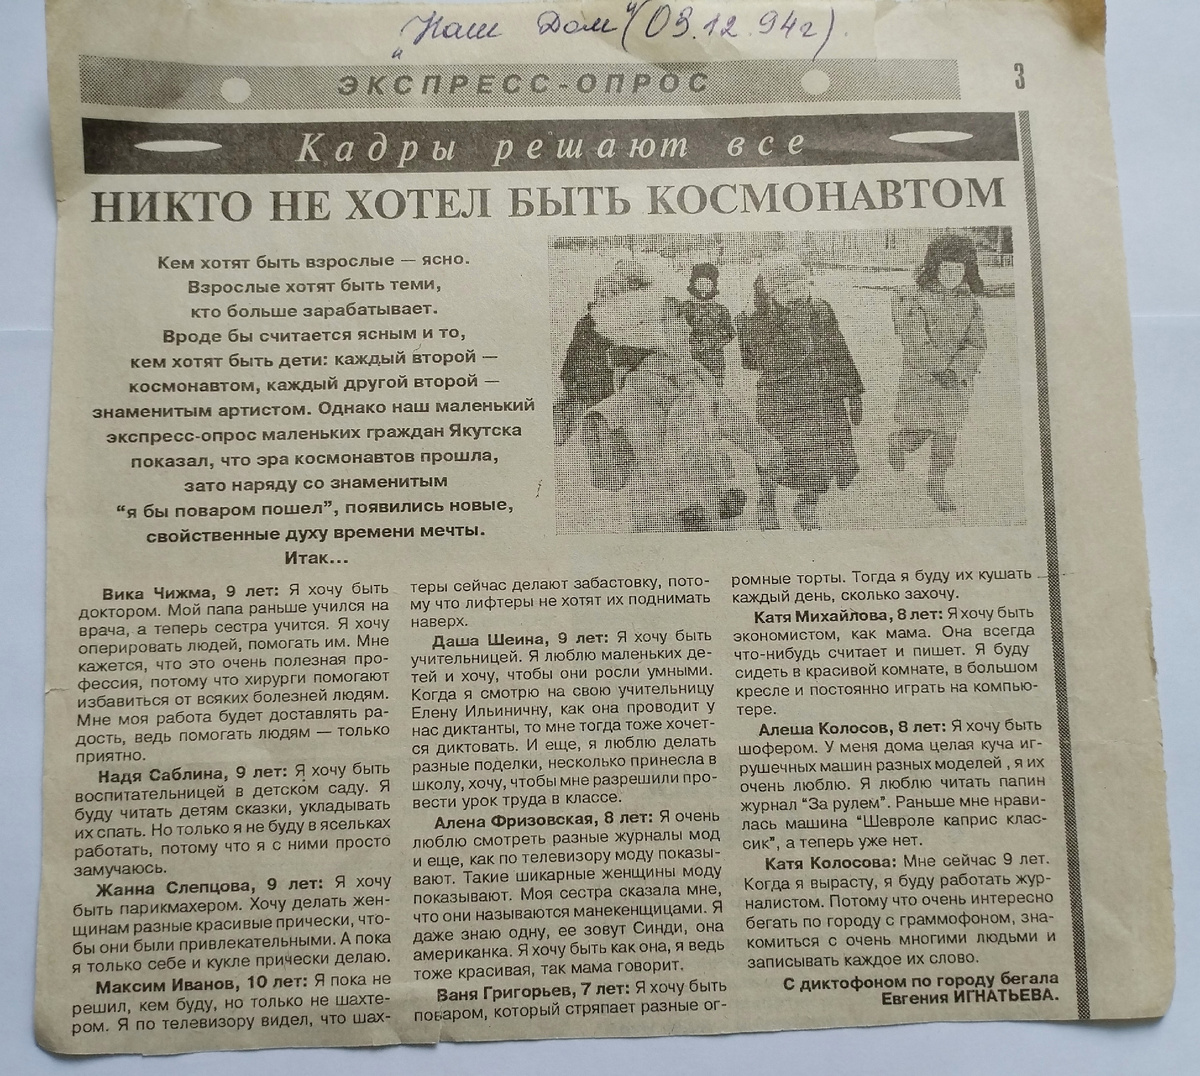 "Наш Дом" (03.12.94г).
ЭКСПРЕСС-ОПРОС
3
Кадры решают все
НИКТО НЕ ХОТЕЛ БЫТЬ КОСМОНАВТОМ
Кем хотят быть взрослые — ясно.
Взрослые хотят быть теми,
кто больше зарабатывает.
Вроде бы считается ясным и то,
кем хотят быть дети: каждый второй —
космонавтом, каждый другой второй —
знаменитым артистом. Однако наш маленький
экспресс-опрос маленьких граждан Якутска
показал, что эра космонавтов прошла,
зато наряду со знаменитым
“я бы поваром пошел”, появились новые,
свойственные духу времени мечты.
Итак...
Вика Чижма, 9 лет: Я хочу быть
доктором. Мой папа раньше учился на
врача, а теперь сестра учится. Я хочу
оперировать людей, помогать им. Мне
кажется, что это очень полезная про-
фессия, потому что хирурги помогают
избавиться от всяких болезней людям.
Мне моя работа будет доставлять ра-
дость, ведь помогать людям — только
приятно.
Надя Саблина, 9 лет: Я хочу быть
воспитательницей в детском саду. Я
буду читать детям сказки, укладывать
их спать. Но только я не буду в ясельках
работать, потому что я с ними просто
замучаюсь.
Жанна Слепцова, 9 лет: Я хочу
быть парикмахером. Хочу делать жен-
щинам разные красивые прически, что-
бы они были привлекательными. А пока
я только себе и кукле прически делаю.
Максим Иванов, 10 лет: Я пока не
решил, кем буду, но только не шахте-
ром. Я по телевизору видел, что шах-
теры сейчас делают забастовку, пото-
му что лифтеры не хотят их поднимать
наверх.
Даша Шеина, 9 лет: Я хочу быть
учительницей. Я люблю маленьких де-
тей и хочу, чтобы они росли умными.
Когда я смотрю на свою учительницу
Елену Ильиничну, как она проводит у
нас диктанты, то мне тогда тоже хочет-
ся диктовать. И еще, я люблю делать
разные поделки, несколько принесла в
школу, хочу, чтобы мне разрешили про-
вести урок труда в классе.
Алена Фризовская, 8 лет: Я очень
люблю смотреть разные журналы мод
и еще, как по телевизору моду показы-
вают. Такие шикарные женщины моду
показывают. Моя сестра сказала мне,
что они называются манекенщицами. Я
даже знаю одну, ее зовут Синди, она
американка. Я хочу быть как она, я ведь
тоже красивая, так мама говорит.
Ваня Григорьев, 7 лет: Я хочу быть
поваром, который стряпает разные ог-
ромные торты. Тогда я буду их кушать
каждый день, сколько захочу.
Катя Михайлова, 8 лет: Я хочу быть
экономистом, как мама. Она всегда
что-нибудь считает и пишет. Я буду
сидеть в красивой комнате, в большом
кресле и постоянно играть на компью-
тере.
Алеша Колосов, 8 лет: Я хочу быть
шофером. У меня дома целая куча иг-
рушечных машин разных моделей , я их
очень люблю. Я люблю читать папин
журнал “За рулем”. Раньше мне нрави-
лась машина “Шевроле каприс клас-
сик”, а теперь уже нет.
Катя Колосова: Мне сейчас 9 лет.
Когда я вырасту, я буду работать жур-
налистом. Потому что очень интересно
бегать по городу с граммофоном, зна-
комиться с очень многими людьми и
записывать каждое их слово.
С диктофоном по городу бегала
Евгения ИГНАТЬЕВА.